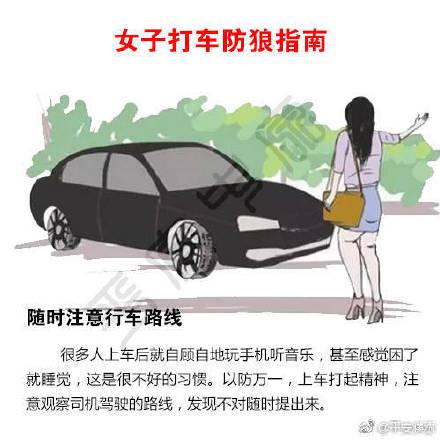 女子打车防狼指南
随时注意行车路线
很多人上车后就自顾自地玩手机听音乐，甚至感觉困了
就睡觉，这是很不好的习惯。以防万一，上车打起精神，注
意观察司机驾驶的路线，发现不对随时提出来。